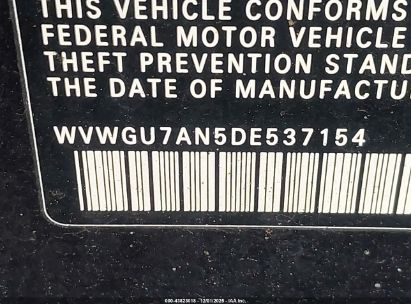 THIS VEHICLE CONFORMS
FEDERAL MOTOR VEHICLE
THEFT PREVENTION STAND
THE DATE OF MANUFACTU
WVWGU7AN5DE537154